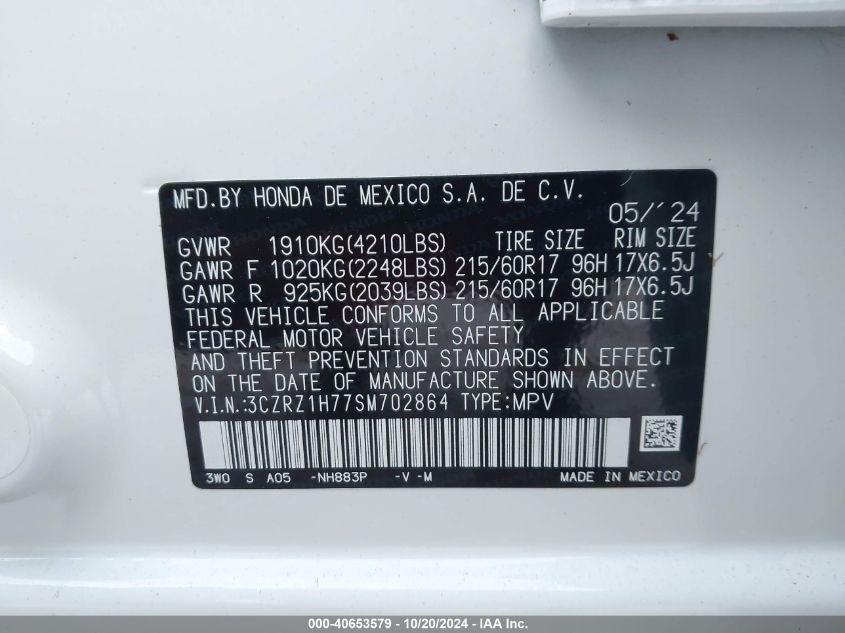 MFD.BY HONDA DE MEXICO S.A. DE C.V.
05/'24
GVWR 1910KG(4210LBS) TIRE SIZE RIM SIZE
GAWR F 1020KG(2248LBS) 215/60R17 96H 17X6.5J
GAWR R 925KG(2039LBS) 215/60R17 96H 17X6.5J
THIS VEHICLE CONFORMS TO ALL APPLICABLE
FEDERAL MOTOR VEHICLE SAFETY
AND THEFT PREVENTION STANDARDS IN EFFECT
ON THE DATE OF MANUFACTURE SHOWN ABOVE.
V.I.N.:3CZRZ1H77SM702864 TYPE:MPV
3W0 S A05 -NH883P -V -M MADE IN MEXICO
000-40653579 - 10/20/2024 - IAA Inc.